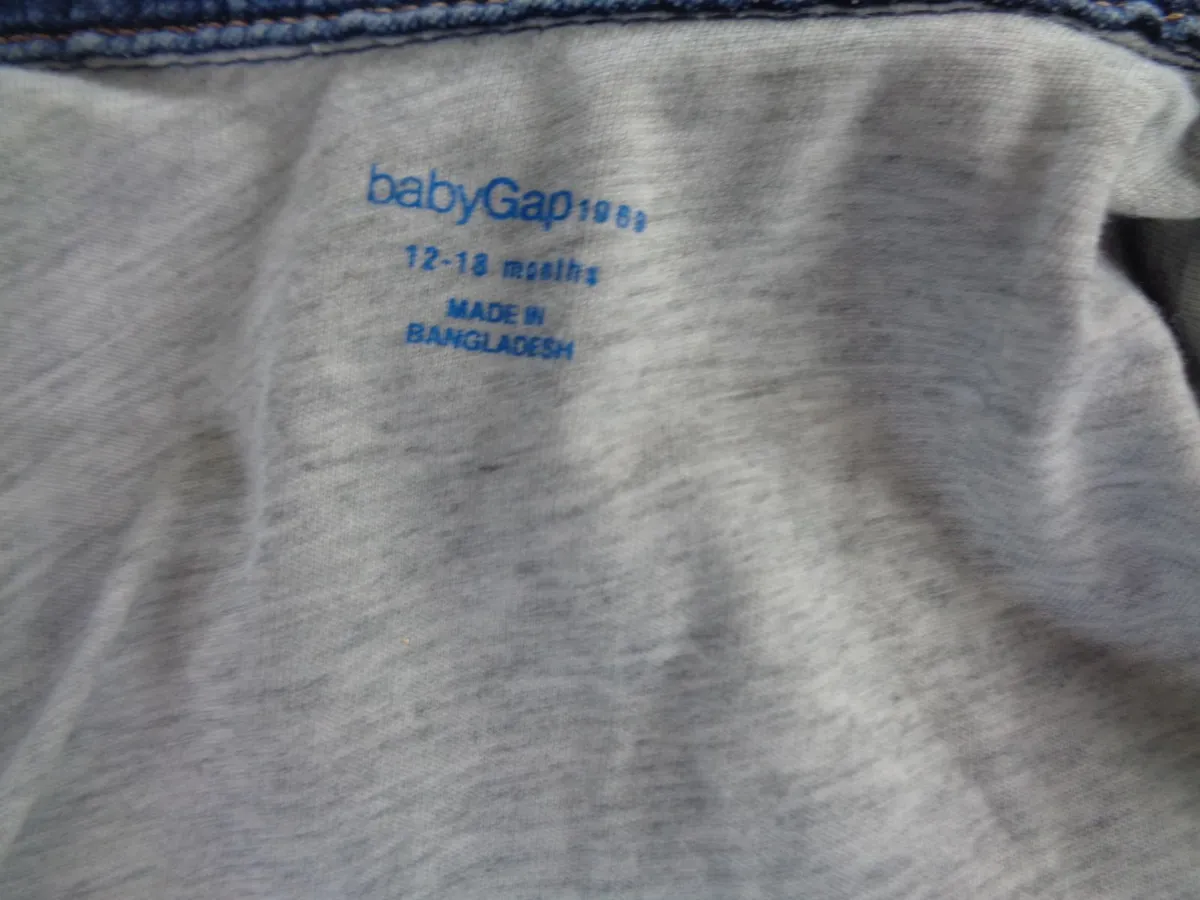 babyGap 1969
12-18 months
MADE IN
BANGLADESH